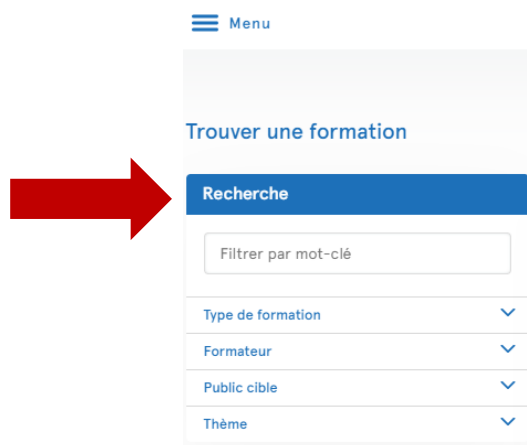 Menu
Trouver une formation
Recherche
Filtrer par mot-clé
Type de formation
Formateur
Public cible
Thème